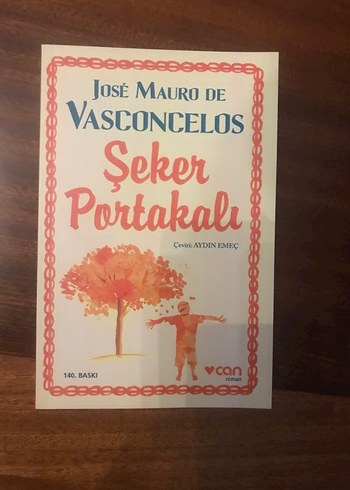 JOSÉ MAURO DE
VASCONCELOS
Şeker
Portakalı
Çeviri: AYDIN EMEÇ
140. BASKI
can
roman